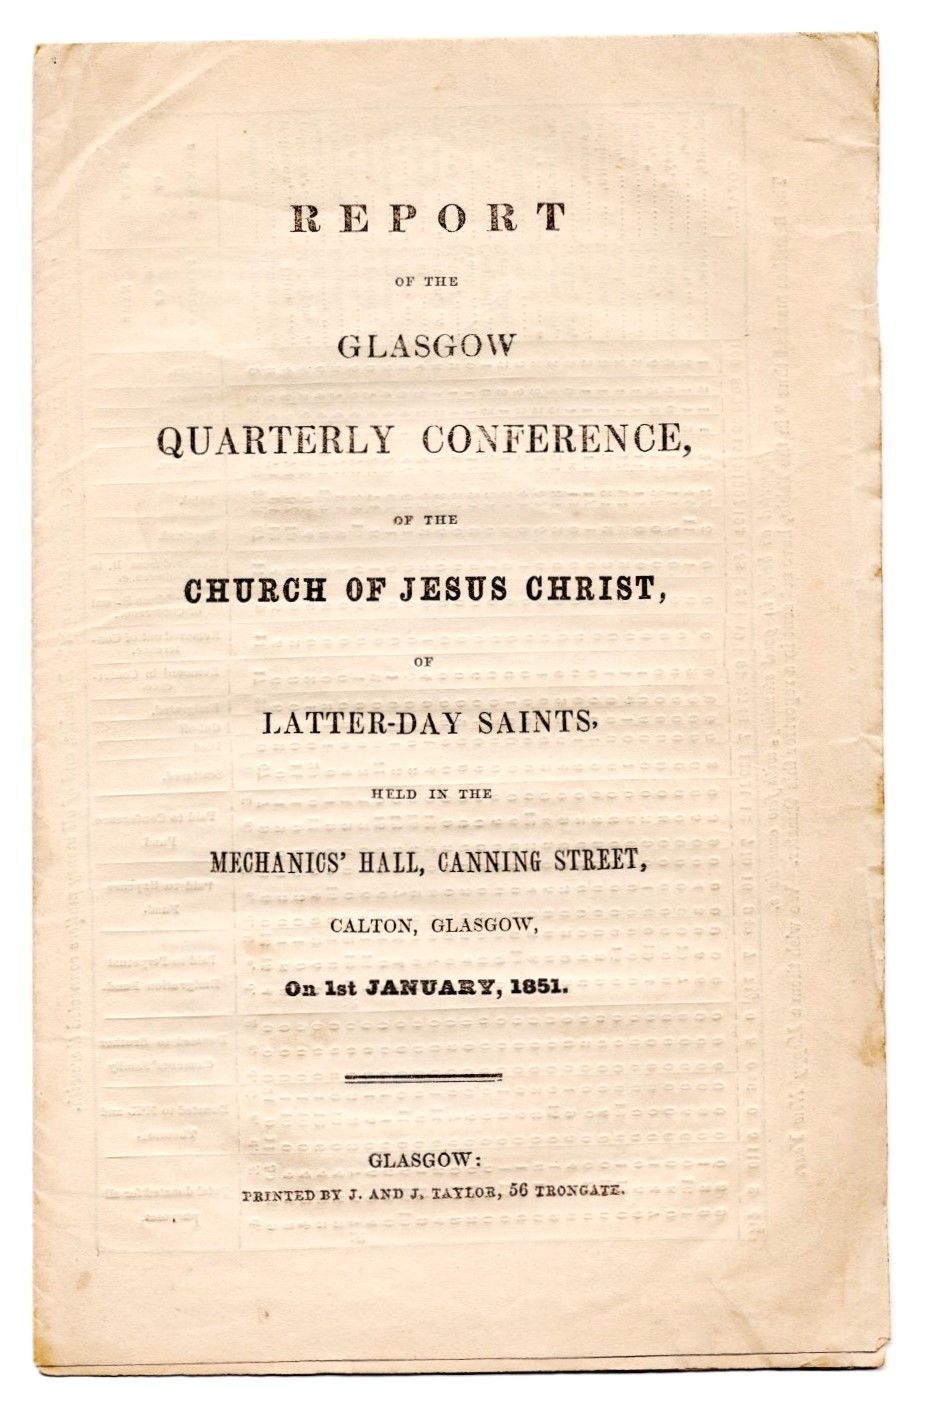 REPORT
OF THE
GLASGOW
QUARTERLY CONFERENCE,
OF THE
CHURCH OF JESUS CHRIST,
OF
LATTER-DAY SAINTS,
HELD IN THE
MECHANICS' HALL, CANNING STREET,
CALTON, GLASGOW,
On 1st JANUARY, 1851.
GLASGOW:
PRINTED BY J. AND J. TAYLOR, 56 TRONGATE.